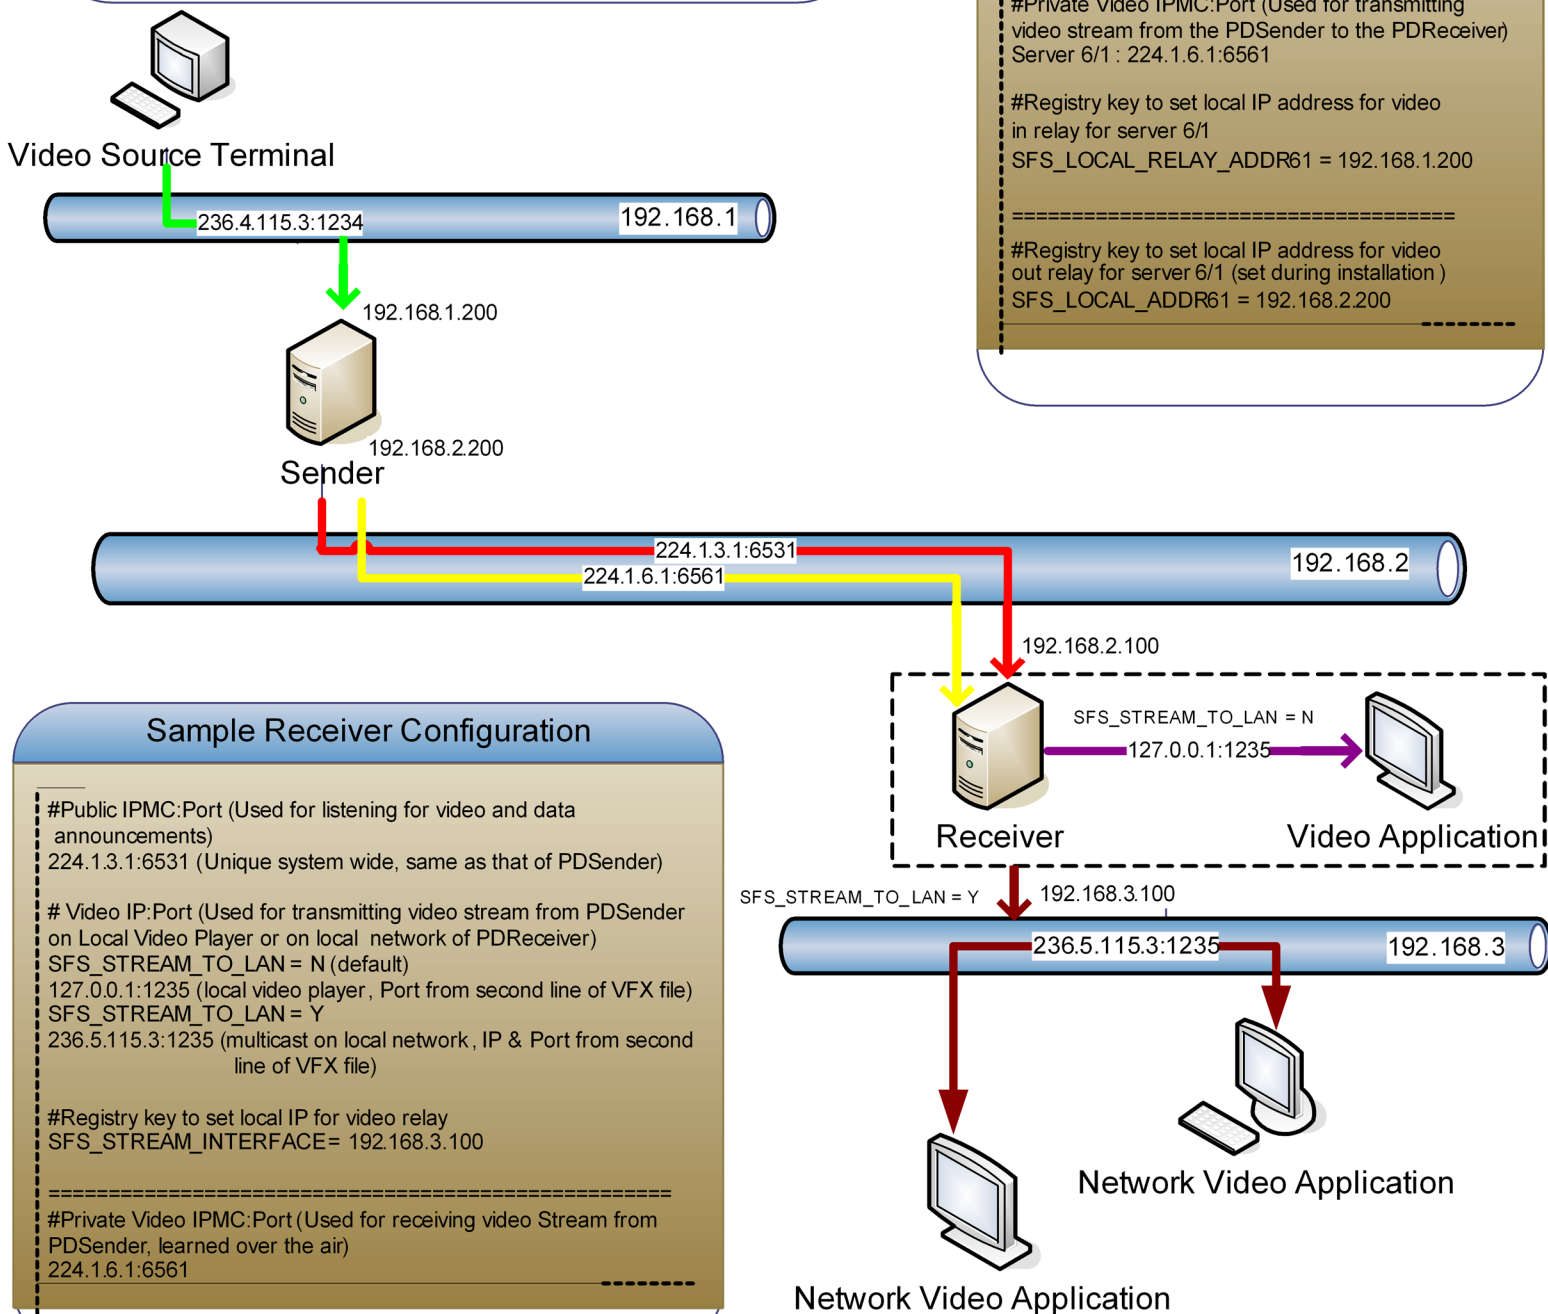 #Private Video IPMC:Port (Used for transmitting
video stream from the PDSender to the PDReceiver)
Server 6/1 : 224.1.6.1:6561
#Registry key to set local IP address for video
in relay for server 6/1
SFS_LOCAL_RELAY_ADDR61 = 192.168.1.200
=====================================
#Registry key to set local IP address for video
out relay for server 6/1 (set during installation )
SFS_LOCAL_ADDR61 = 192.168.2.200
Video Source Terminal
236.4.115.3:1234
192.168.1
192.168.1.200
192.168.2.200
Sender
224.1.3.1:6531
224.1.6.1:6561
192.168.2
192.168.2.100
SFS_STREAM_TO_LAN = N
127.0.0.1:1235
Receiver
Video Application
SFS_STREAM_TO_LAN = Y
192.168.3.100
236.5.115.3:1235
192.168.3
Network Video Application
Network Video Application
Sample Receiver Configuration
#Public IPMC:Port (Used for listening for video and data
announcements)
224.1.3.1:6531 (Unique system wide, same as that of PDSender)
# Video IP:Port (Used for transmitting video stream from PDSender
on Local Video Player or on local network of PDReceiver)
SFS_STREAM_TO_LAN = N (default)
127.0.0.1:1235 (local video player, Port from second line of VFX file)
SFS_STREAM_TO_LAN = Y
236.5.115.3:1235 (multicast on local network, IP & Port from second
line of VFX file)
#Registry key to set local IP for video relay
SFS_STREAM_INTERFACE = 192.168.3.100
====================================================
#Private Video IPMC:Port (Used for receiving video Stream from
PDSender, learned over the air)
224.1.6.1:6561